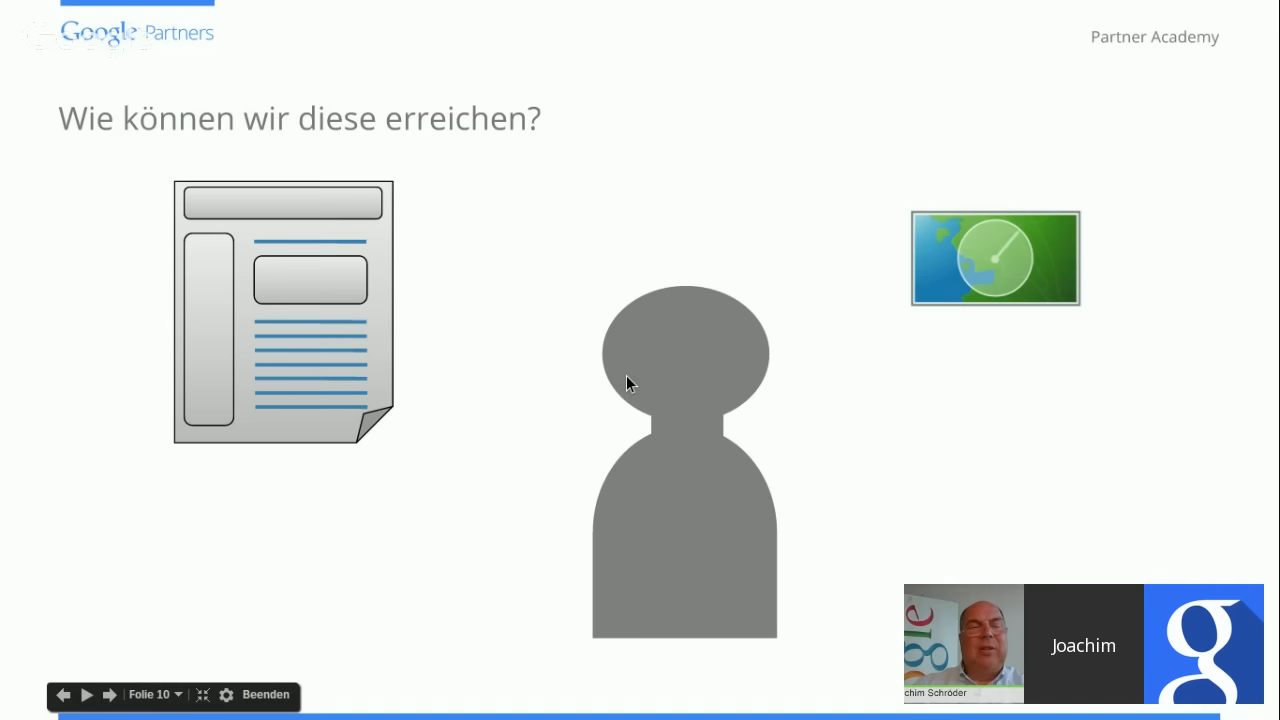 Google Partners
Partner Academy
Wie können wir diese erreichen?
Joachim
chim Schröder
Folie 10
Beenden